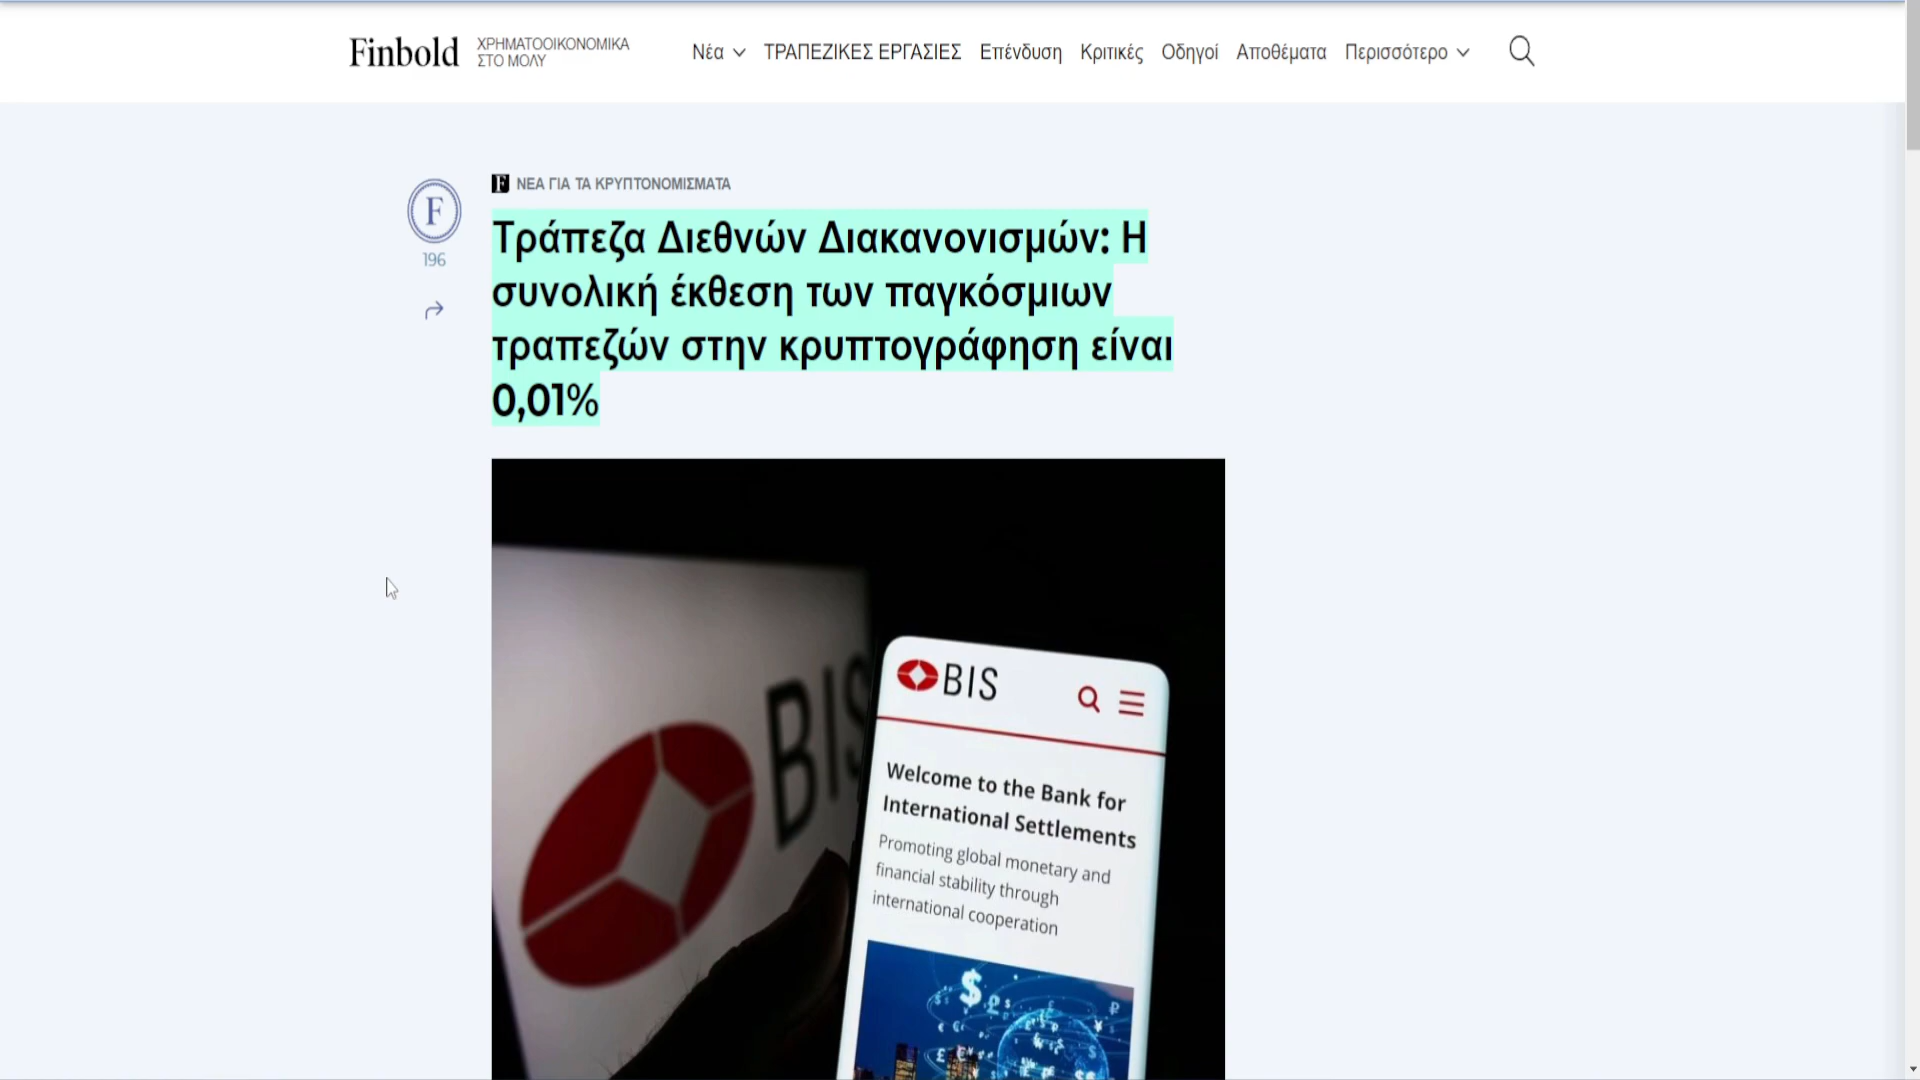 Finbold
ΧΡΗΜΑΤΟΟΙΚΟΝΟΜΙΚΑ
ΣΤΟ ΜΟΛΥ
Νέα
ΤΡΑΠΕΖΙΚΕΣ ΕΡΓΑΣΙΕΣ
Επένδυση
Κριτικές
Οδηγοί
Αποθέματα
Περισσότερο
F
196
F ΝΕΑ ΓΙΑ ΤΑ ΚΡΥΠΤΟΝΟΜΙΣΜΑΤΑ
Τράπεζα Διεθνών Διακανονισμών: Η
συνολική έκθεση των παγκόσμιων
τραπεζών στην κρυπτογράφηση είναι
0,01%
BIS
BIS
Welcome to the Bank for
International Settlements
Promoting global monetary and
financial stability through
international cooperation